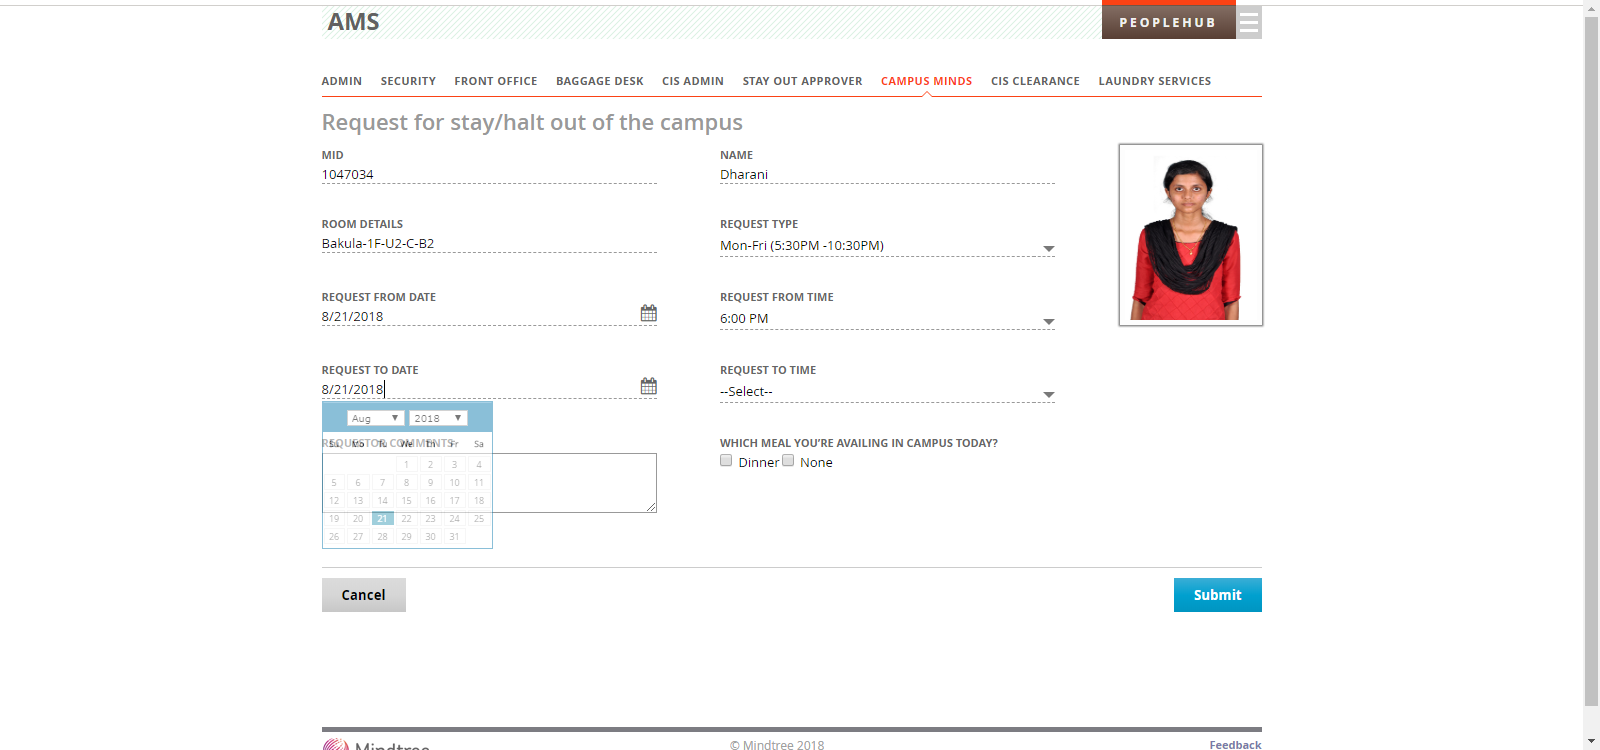 AMS
PEOPLEHUB
ADMIN SECURITY FRONT OFFICE BAGGAGE DESK CIS ADMIN STAY OUT APPROVER CAMPUS MINDS CIS CLEARANCE LAUNDRY SERVICES
Request for stay/halt out of the campus
MID
1047034
NAME
Dharani
ROOM DETAILS
Bakula-1F-U2-C-B2
REQUEST TYPE
Mon-Fri (5:30PM -10:30PM)
REQUEST FROM DATE
8/21/2018
REQUEST FROM TIME
6:00 PM
REQUEST TO DATE
8/21/2018
REQUEST TO TIME
--Select--
Aug 2018
REQUESTOR COMMENTS
Su Mo Tu We Th Fr Sa
1 2 3 4
5 6 7 8 9 10 11
12 13 14 15 16 17 18
19 20 21 22 23 24 25
26 27 28 29 30 31
WHICH MEAL YOU'RE AVAILING IN CAMPUS TODAY?
Dinner None
Cancel
Submit
Mindtree
© Mindtree 2018
Feedback